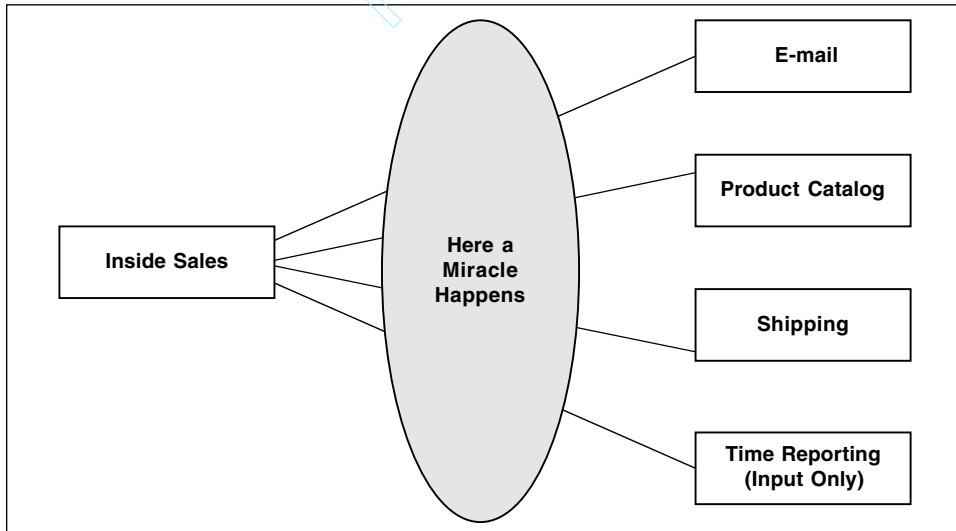 E-mail
Product Catalog
Inside Sales
Here a
Miracle
Happens
Shipping
Time Reporting
(Input Only)